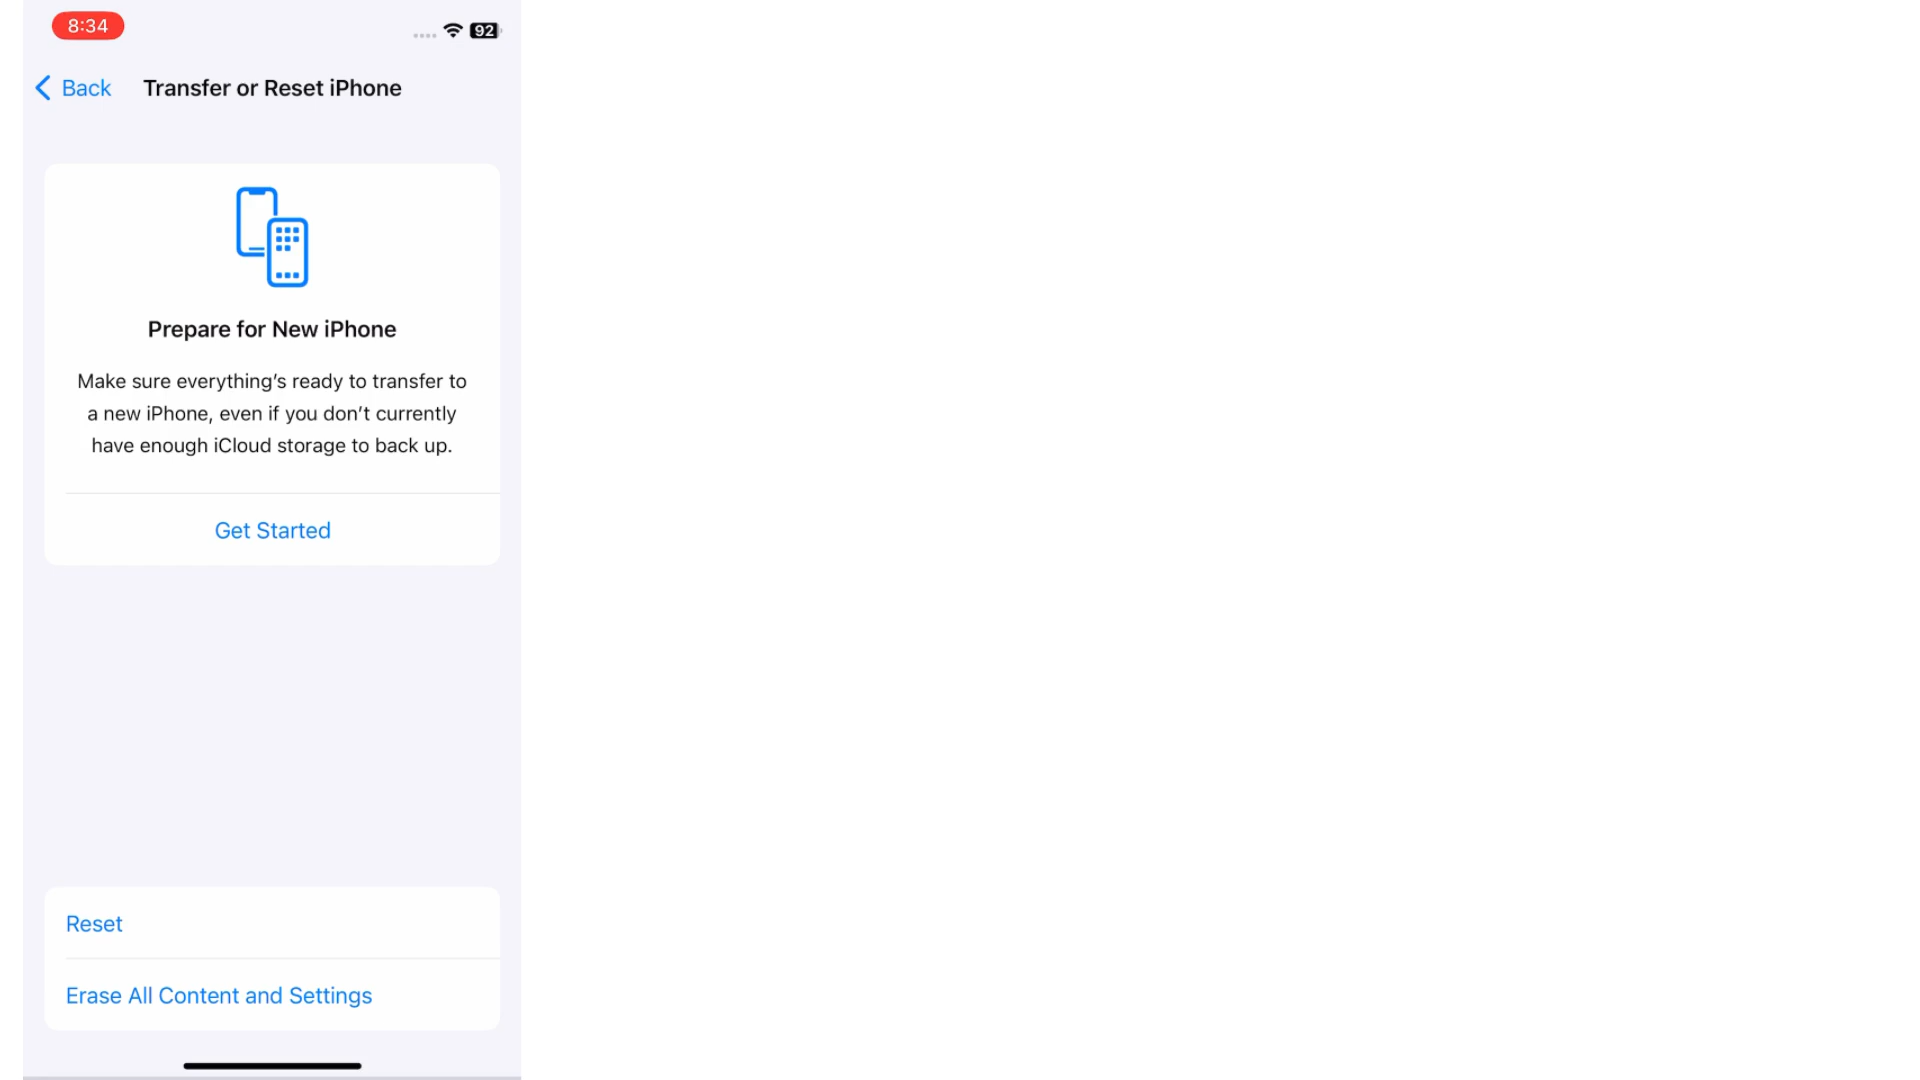 8:34
92
Back
Transfer or Reset iPhone
Prepare for New iPhone
Make sure everything’s ready to transfer to
a new iPhone, even if you don’t currently
have enough iCloud storage to back up.
Get Started
Reset
Erase All Content and Settings